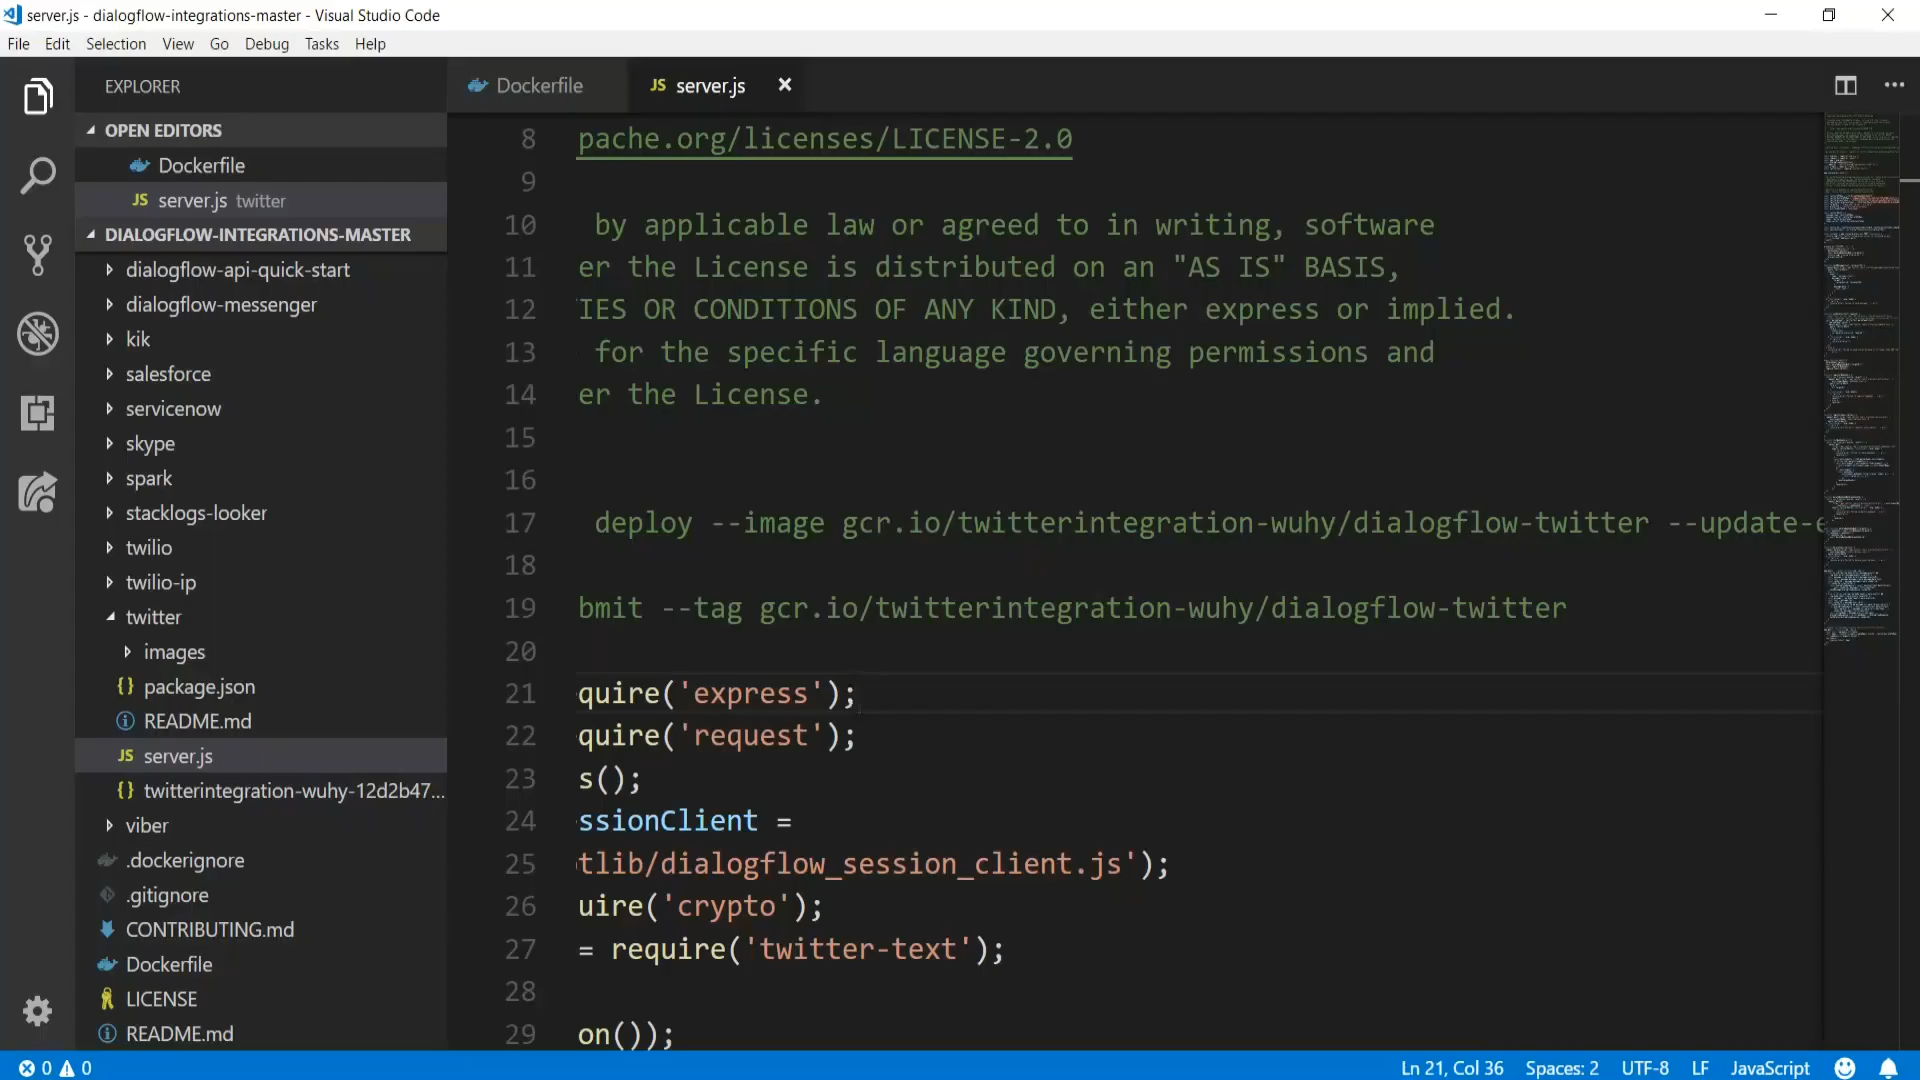 server.js - dialogflow-integrations-master - Visual Studio Code
File Edit Selection View Go Debug Tasks Help
EXPLORER
OPEN EDITORS
Dockerfile
server.js twitter
DIALOGFLOW-INTEGRATIONS-MASTER
dialogflow-api-quick-start
dialogflow-messenger
kik
salesforce
servicenow
skype
spark
stacklogs-looker
twilio
twilio-ip
twitter
images
{} package.json
README.md
JS server.js
{} twitterintegration-wuhy-12d2b47...
viber
.dockerignore
.gitignore
CONTRIBUTING.md
Dockerfile
LICENSE
README.md
Dockerfile
JS server.js
8 pache.org/licenses/LICENSE-2.0
9
10 by applicable law or agreed to in writing, software
11 er the License is distributed on an "AS IS" BASIS,
12 IES OR CONDITIONS OF ANY KIND, either express or implied.
13 for the specific language governing permissions and
14 er the License.
15
16
17 deploy --image gcr.io/twitterintegration-wuhy/dialogflow-twitter --update-e
18
19 bmit --tag gcr.io/twitterintegration-wuhy/dialogflow-twitter
20
21 quire('express');
22 quire('request');
23 s();
24 ssionClient =
25 tlib/dialogflow_session_client.js');
26 uire('crypto');
27 = require('twitter-text');
28
29 on());
0 0
Ln 21, Col 36 Spaces: 2 UTF-8 LF JavaScript